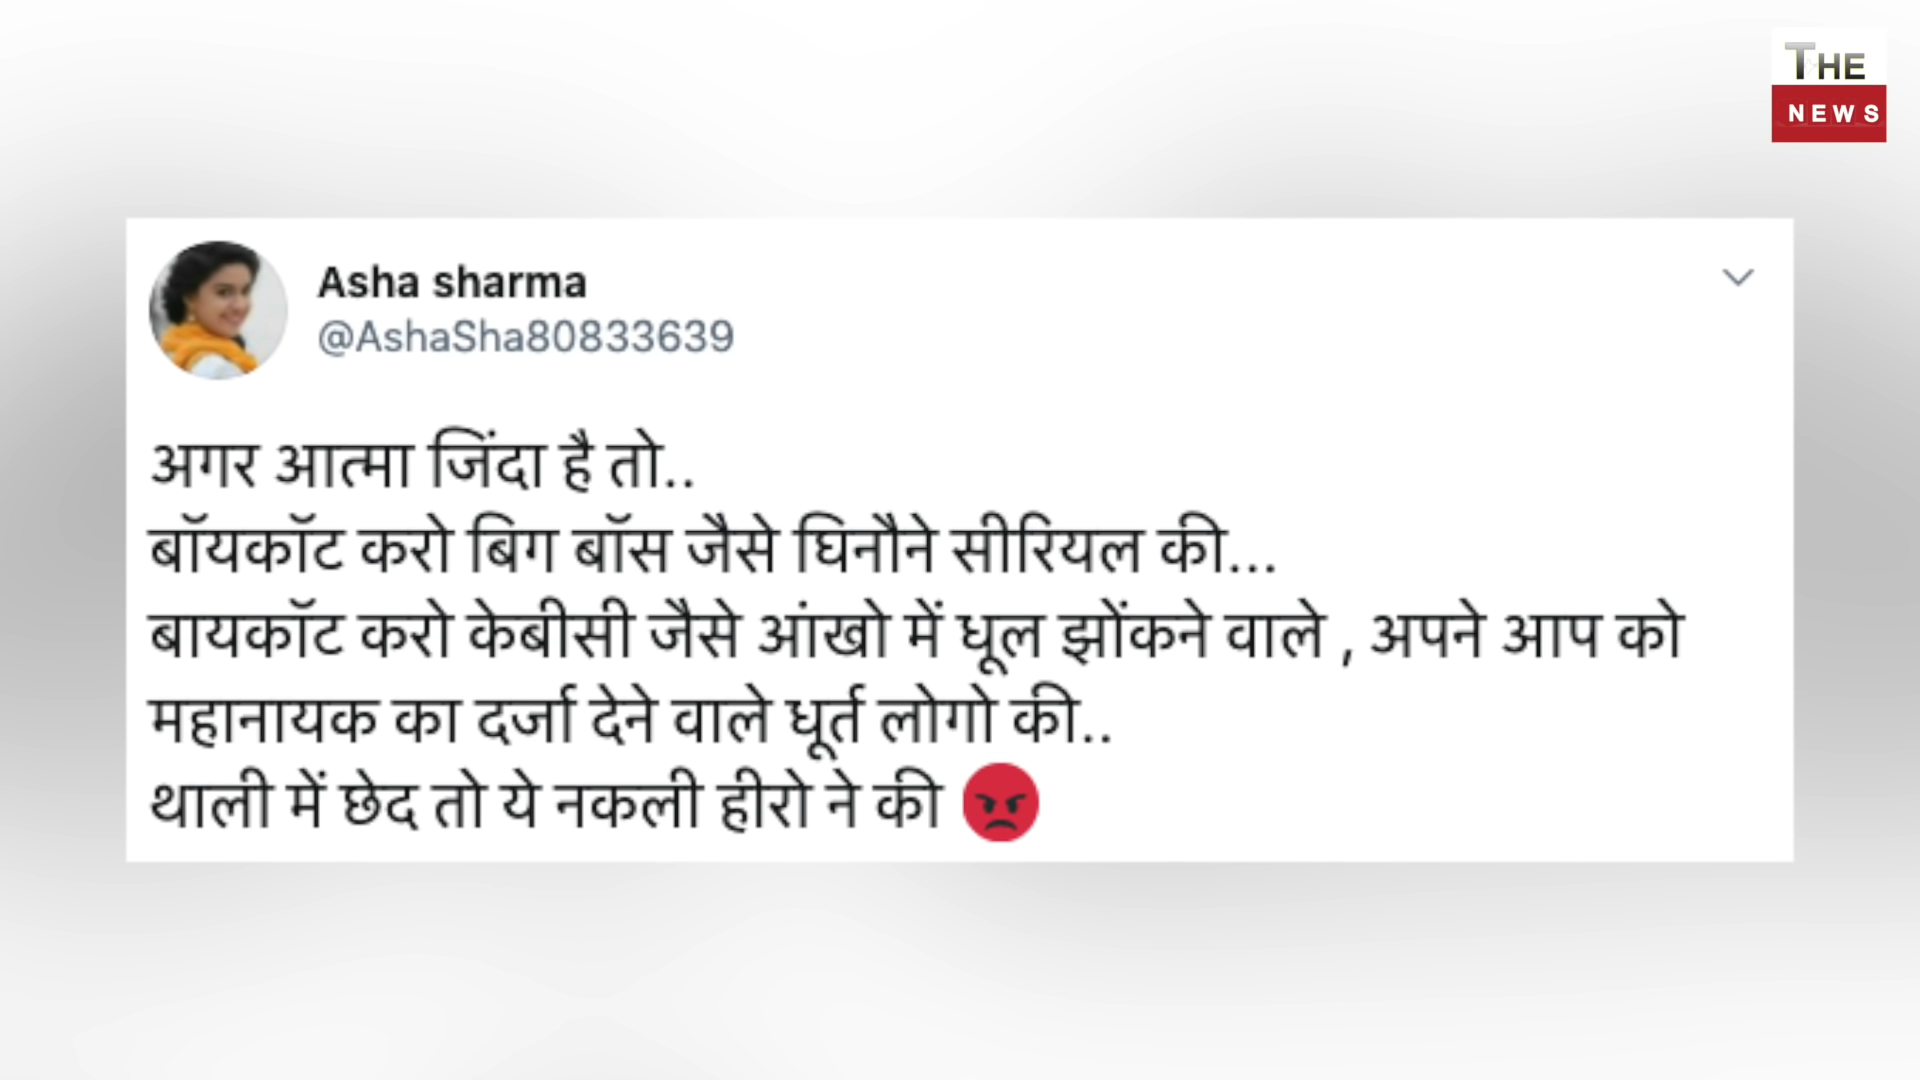 THE
NEWS
Asha sharma
@AshaSha80833639
अगर आत्मा जिंदा है तो..
बॉयकॉट करो बिग बॉस जैसे घिनौने सीरियल की...
बायकॉट करो केबीसी जैसे आंखो में धूल झोंकने वाले , अपने आप को
महानायक का दर्जा देने वाले धूर्त लोगो की..
थाली में छेद तो ये नकली हीरो ने की 😡